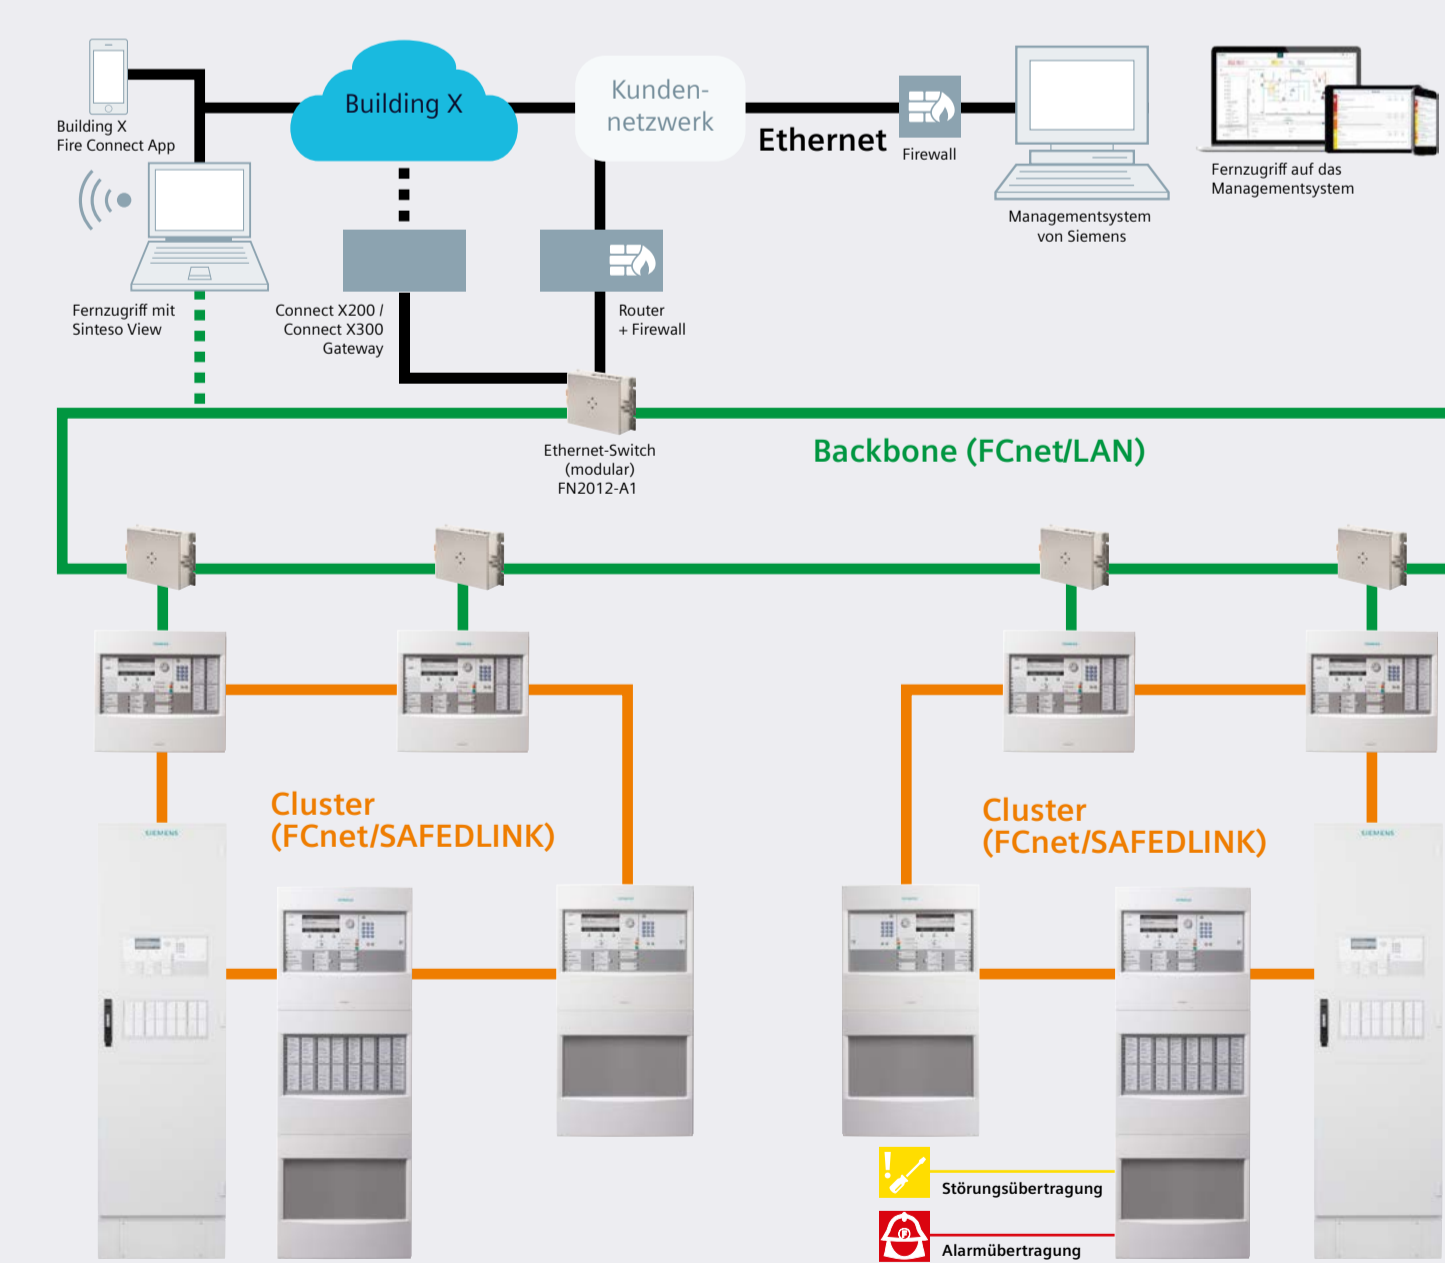 Building X
Fire Connect App
Building X
Kunden-
netzwerk
Ethernet
Firewall
Managementsystem
von Siemens
Fernzugriff auf das
Managementsystem
Fernzugriff mit
Sinteso View
Connect X200 /
Connect X300
Gateway
Router
+ Firewall
Ethernet-Switch
(modular)
FN2012-A1
Backbone (FCnet/LAN)
Cluster
(FCnet/SAFEDLINK)
Cluster
(FCnet/SAFEDLINK)
SIEMENS
SIEMENS
Störungsübertragung
Alarmübertragung